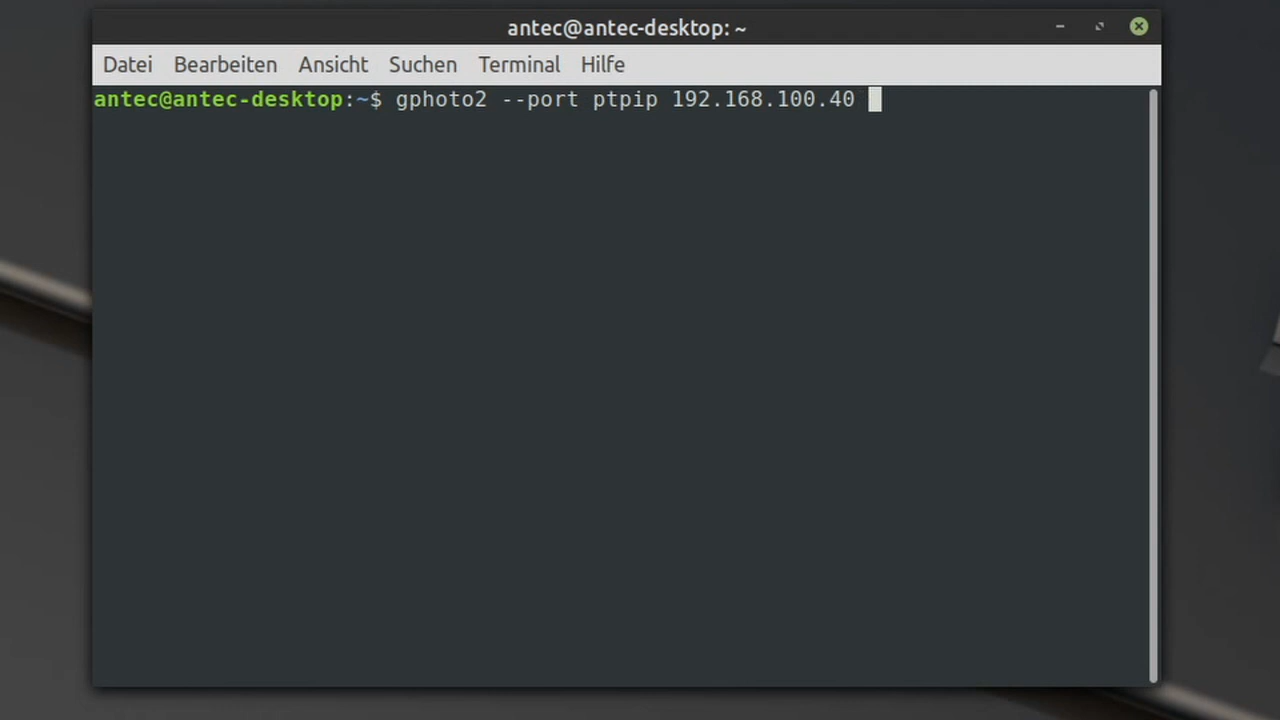 antec@antec-desktop: ~
Datei Bearbeiten Ansicht Suchen Terminal Hilfe
antec@antec-desktop:~$ gphoto2 --port ptpip 192.168.100.40